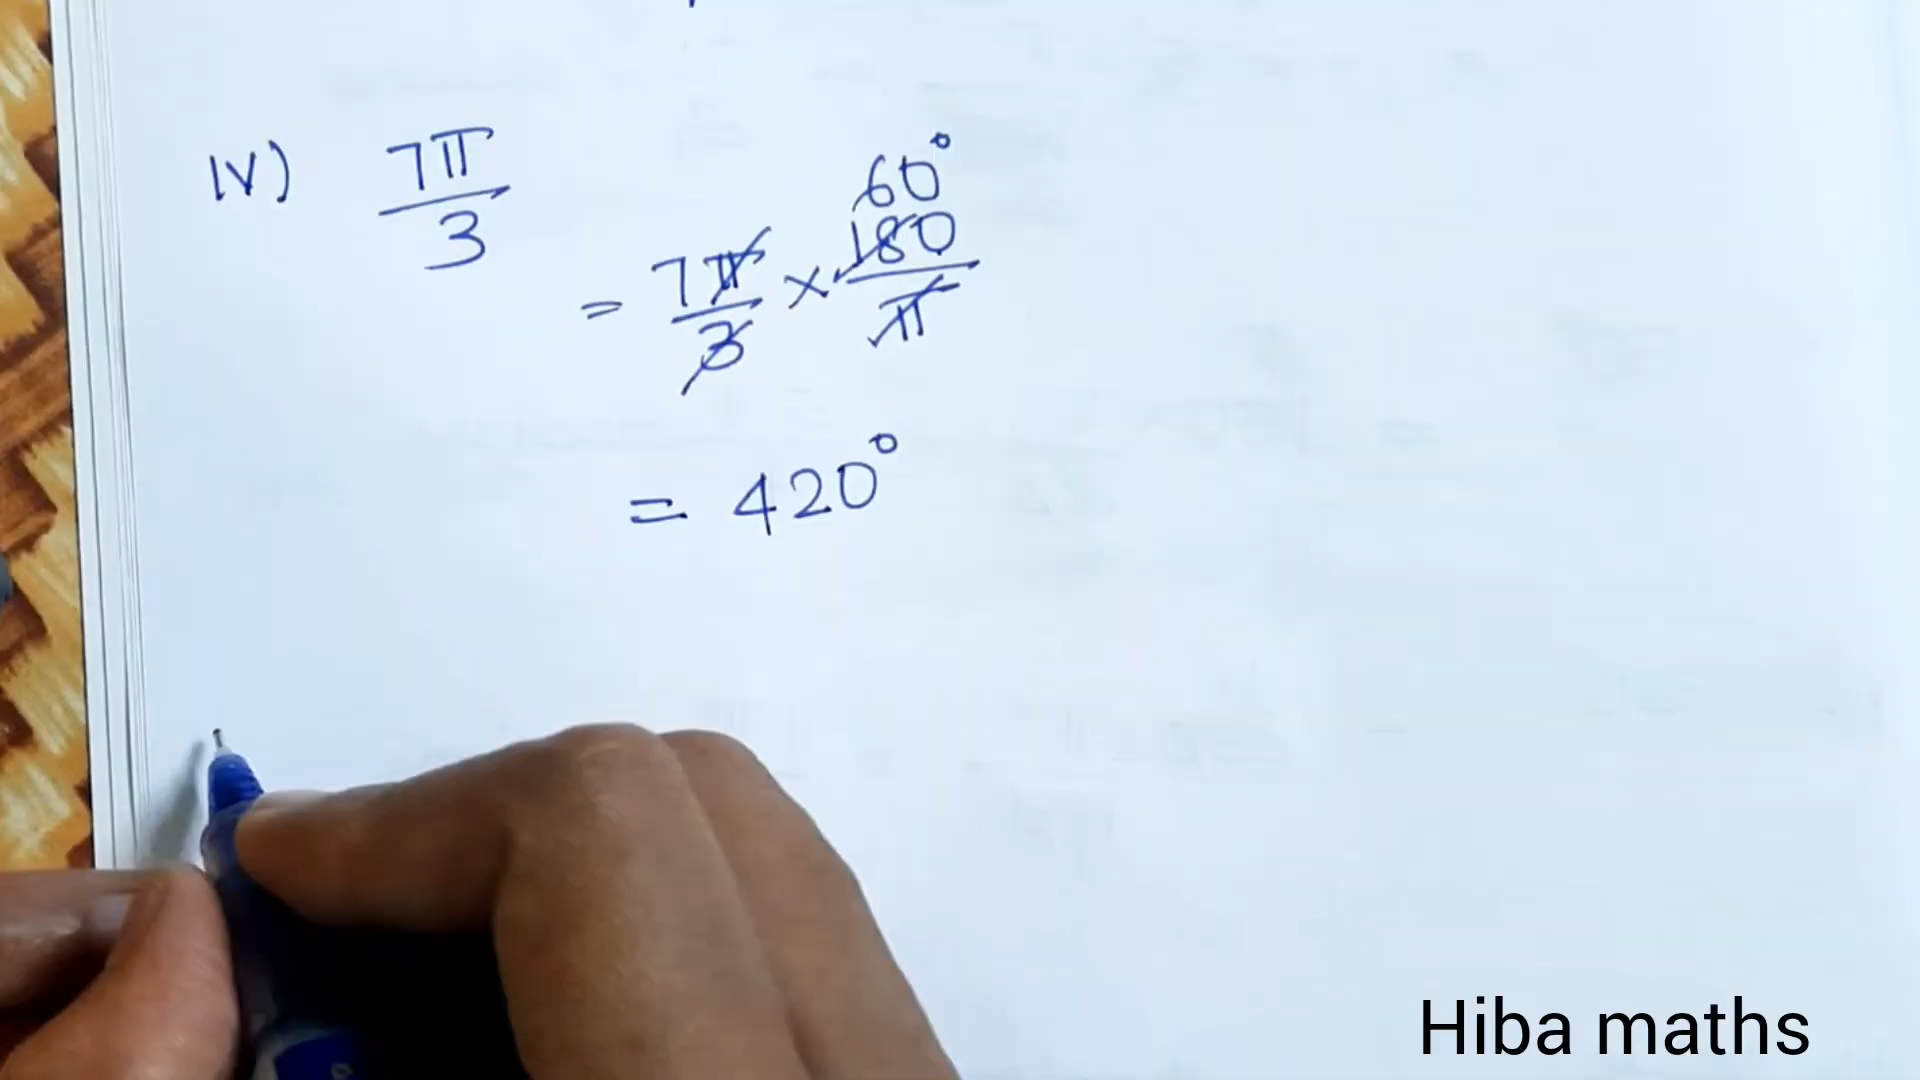 IV) 7π/3
= 7π/3 × 180/π 60°
= 420°
Hiba maths